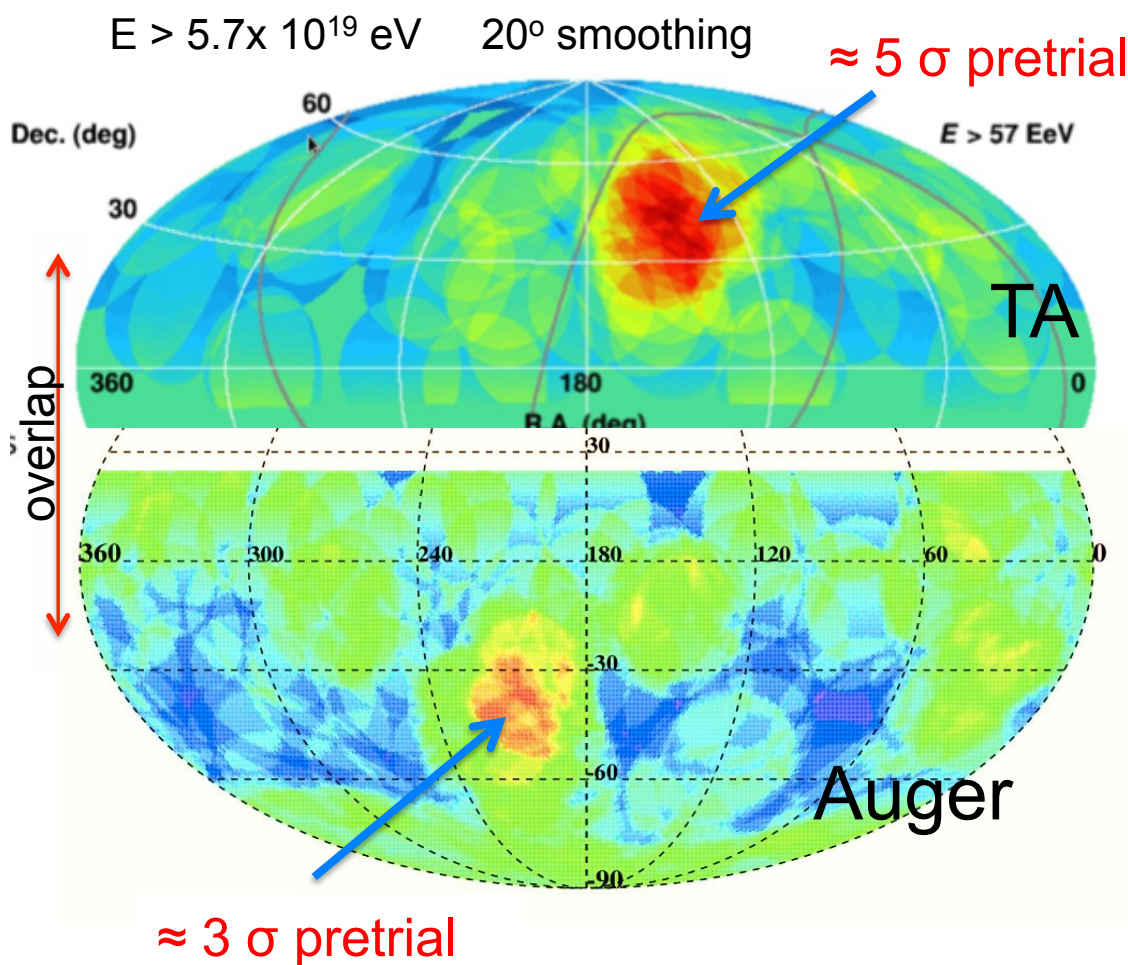 E > 5.7x 10¹⁹ eV 20º smoothing
≈ 5 σ pretrial
60
Dec. (deg)
E > 57 EeV
30
TA
overlap
360
180
0
R.A. (deg)
30
360
300
240
180
120
60
0
-30
-60
Auger
-90
≈ 3 σ pretrial